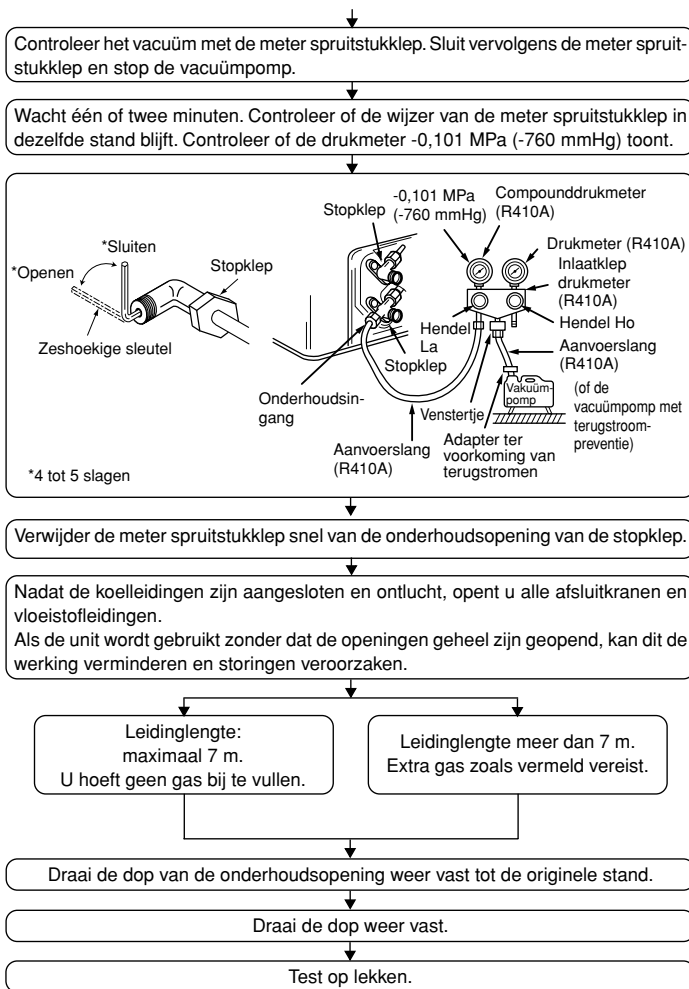 Controleer het vacuüm met de meter spruitstukklep. Sluit vervolgens de meter spruit-
stukklep en stop de vacuümpomp.
Wacht één of twee minuten. Controleer of de wijzer van de meter spruitstukklep in
dezelfde stand blijft. Controleer of de drukmeter -0,101 MPa (-760 mmHg) toont.
*Sluiten
*Openen
Stopklep
Zeshoekige sleutel
*4 tot 5 slagen
Stopklep
-0,101 MPa
(-760 mmHg)
Compounddrukmeter
(R410A)
Drukmeter (R410A)
Inlaatklep
drukmeter
(R410A)
Hendel
La
Hendel Ho
Stopklep
Aanvoerslang
(R410A)
Onderhoudsin-
gang
Venstertje
Vakuüm-
pomp
(of de
vacuümpomp met
terugstroom-
preventie)
Aanvoerslang
(R410A)
Adapter ter
voorkoming van
terugstromen
Verwijder de meter spruitstukklep snel van de onderhoudsopening van de stopklep.
Nadat de koelleidingen zijn aangesloten en ontlucht, opent u alle afsluitkranen en
vloeistofleidingen.
Als de unit wordt gebruikt zonder dat de openingen geheel zijn geopend, kan dit de
werking verminderen en storingen veroorzaken.
Leidinglengte:
maximaal 7 m.
U hoeft geen gas bij te vullen.
Leidinglengte meer dan 7 m.
Extra gas zoals vermeld vereist.
Draai de dop van de onderhoudsopening weer vast tot de originele stand.
Draai de dop weer vast.
Test op lekken.